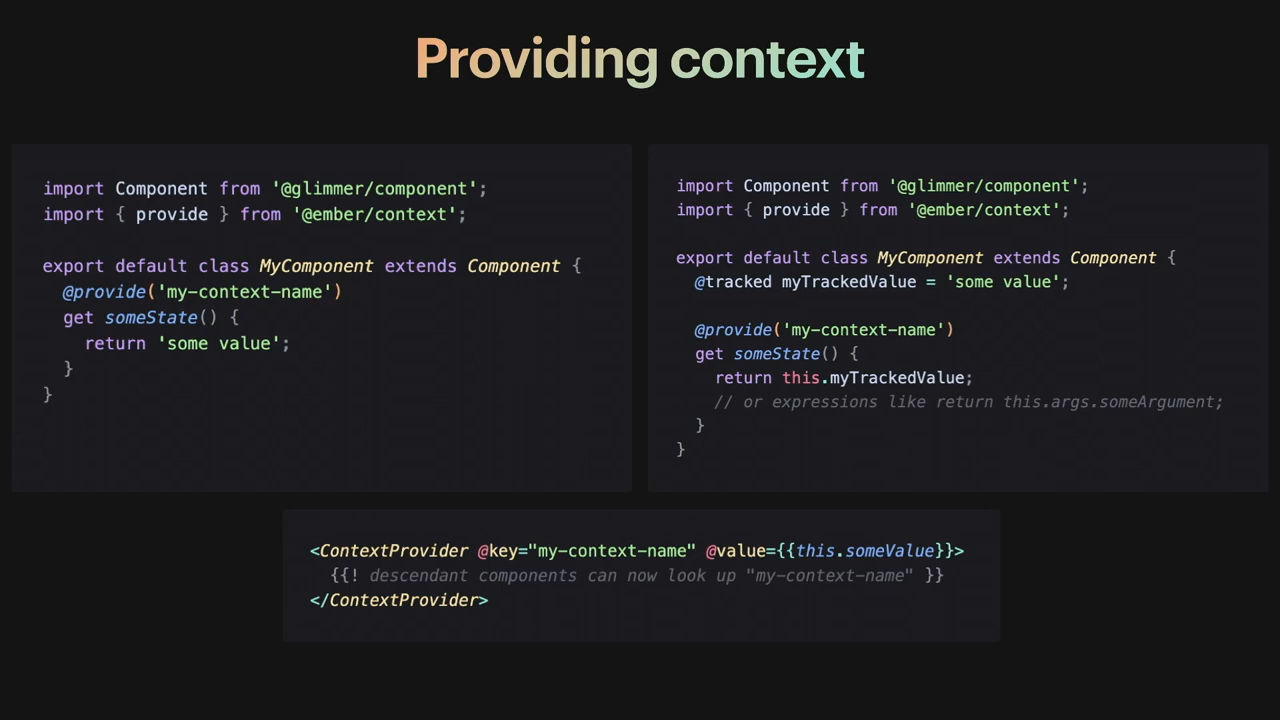 Providing context
import Component from '@glimmer/component';
import { provide } from '@ember/context';
export default class MyComponent extends Component {
@provide('my-context-name')
get someState() {
return 'some value';
}
}
import Component from '@glimmer/component';
import { provide } from '@ember/context';
export default class MyComponent extends Component {
@tracked myTrackedValue = 'some value';
@provide('my-context-name')
get someState() {
return this.myTrackedValue;
// or expressions like return this.args.someArgument;
}
}
<ContextProvider @key="my-context-name" @value={{this.someValue}}>
{{! descendant components can now look up "my-context-name" }}
</ContextProvider>